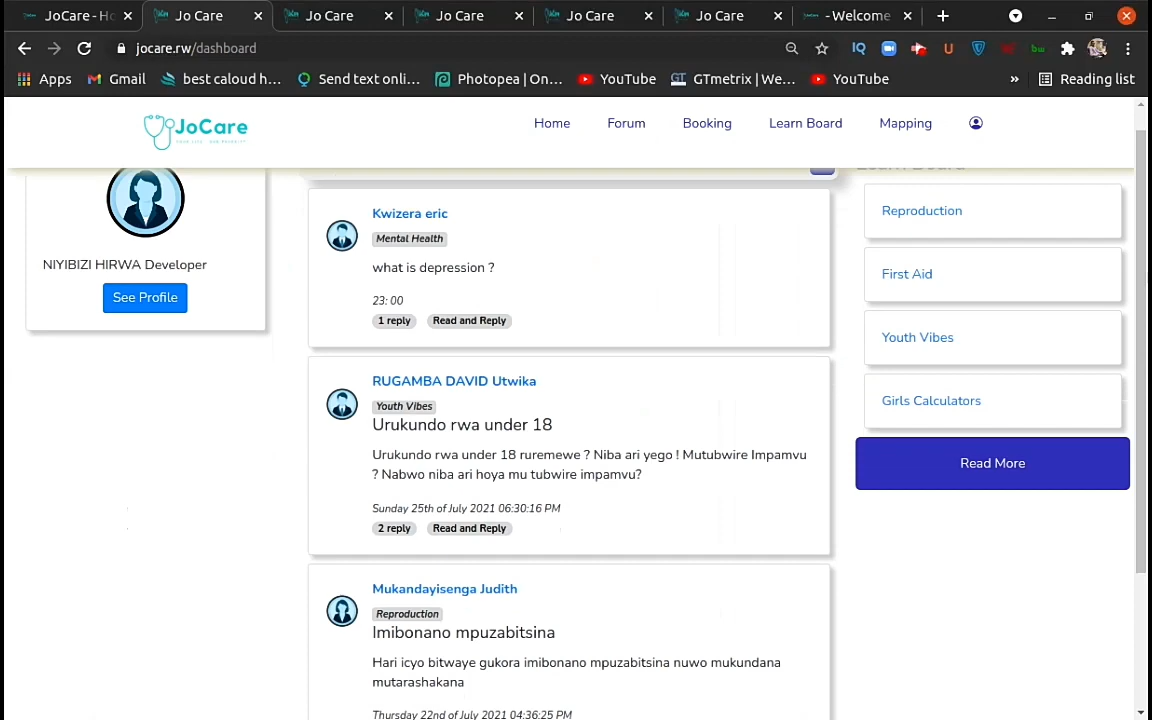 JoCare - Ho
Jo Care
Jo Care
Jo Care
Jo Care
Jo Care
- Welcome
jocare.rw/dashboard
Apps
Gmail
best caloud h...
Send text onli...
Photopea | On...
YouTube
GTmetrix | We...
YouTube
»
Reading list
JoCare
Home
Forum
Booking
Learn Board
Mapping
NIYIBIZI HIRWA Developer
See Profile
Kwizera eric
Mental Health
what is depression ?
23: 00
1 reply
Read and Reply
RUGAMBA DAVID Utwika
Youth Vibes
Urukundo rwa under 18
Urukundo rwa under 18 ruremewe ? Niba ari yego ! Mutubwire Impamvu
? Nabwo niba ari hoya mu tubwire impamvu?
Sunday 25th of July 2021 06:30:16 PM
2 reply
Read and Reply
Mukandayisenga Judith
Reproduction
Imibonano mpuzabitsina
Hari icyo bitwaye gukora imibonano mpuzabitsina nuwo mukundana
mutarashakana
Thursday 22nd of July 2021 04:36:25 PM
Learn Board
Reproduction
First Aid
Youth Vibes
Girls Calculators
Read More